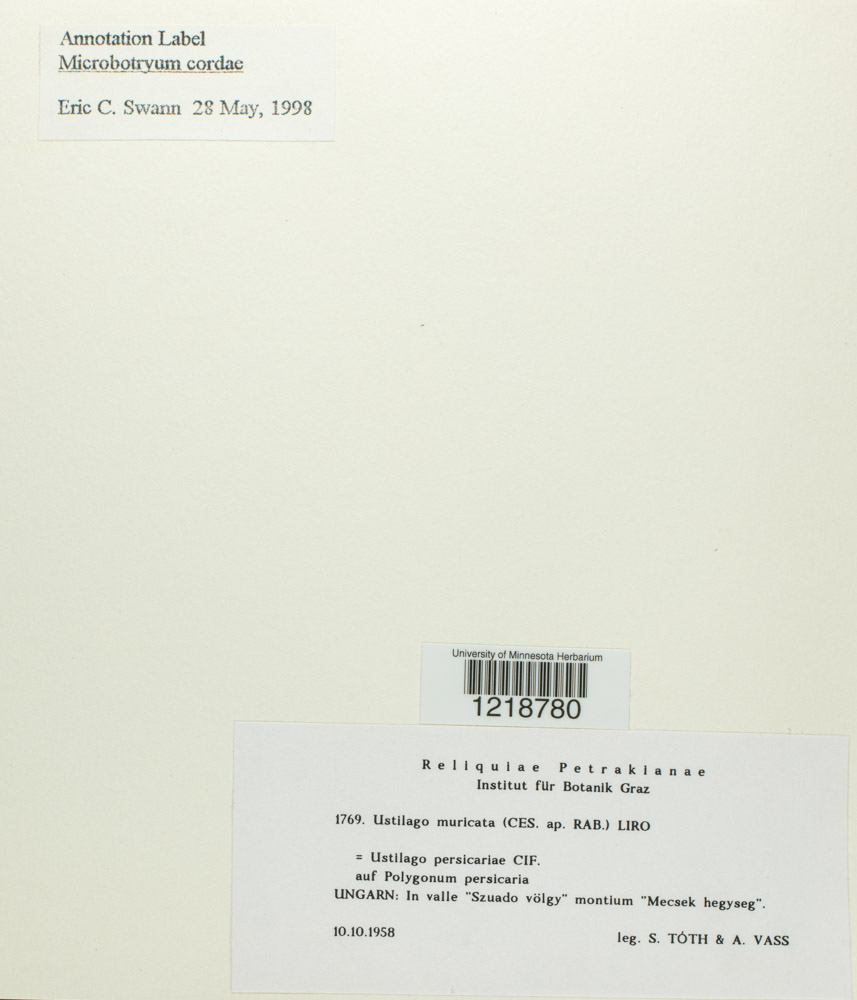 Annotation Label
Microbotryum cordae
Eric C. Swann 28 May, 1998
University of Minnesota Herbarium
1218780
Reliquiae Petrakianae
Institut für Botanik Graz
1769. Ustilago muricata (CES. ap. RAB.) LIRO
= Ustilago persicariae CIF.
auf Polygonum persicaria
UNGARN: In valle "Szuado völgy" montium "Mecsek hegyseg".
10.10.1958 leg. S. TÓTH & A. VASS